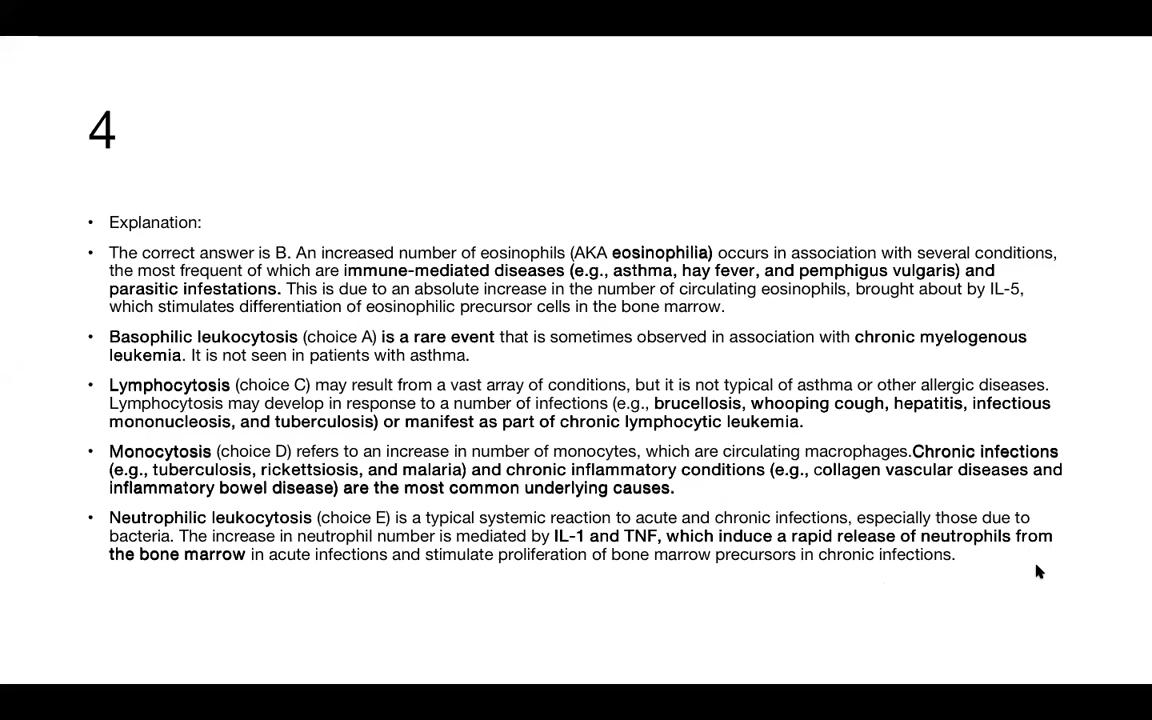 4
• Explanation:
• The correct answer is B. An increased number of eosinophils (AKA eosinophilia) occurs in association with several conditions,
the most frequent of which are immune-mediated diseases (e.g., asthma, hay fever, and pemphigus vulgaris) and
parasitic infestations. This is due to an absolute increase in the number of circulating eosinophils, brought about by IL-5,
which stimulates differentiation of eosinophilic precursor cells in the bone marrow.
• Basophilic leukocytosis (choice A) is a rare event that is sometimes observed in association with chronic myelogenous
leukemia. It is not seen in patients with asthma.
• Lymphocytosis (choice C) may result from a vast array of conditions, but it is not typical of asthma or other allergic diseases.
Lymphocytosis may develop in response to a number of infections (e.g., brucellosis, whooping cough, hepatitis, infectious
mononucleosis, and tuberculosis) or manifest as part of chronic lymphocytic leukemia.
• Monocytosis (choice D) refers to an increase in number of monocytes, which are circulating macrophages.Chronic infections
(e.g., tuberculosis, rickettsiosis, and malaria) and chronic inflammatory conditions (e.g., collagen vascular diseases and
inflammatory bowel disease) are the most common underlying causes.
• Neutrophilic leukocytosis (choice E) is a typical systemic reaction to acute and chronic infections, especially those due to
bacteria. The increase in neutrophil number is mediated by IL-1 and TNF, which induce a rapid release of neutrophils from
the bone marrow in acute infections and stimulate proliferation of bone marrow precursors in chronic infections.